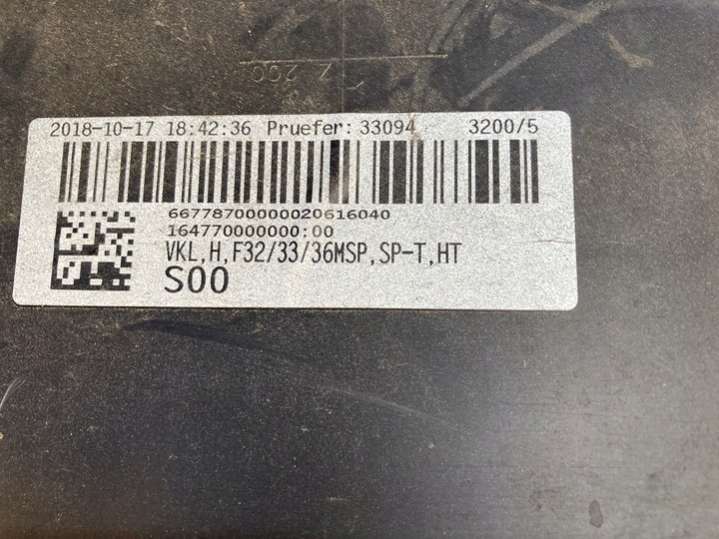 2018-10-17 18:42:36 Pruefer: 33094 3200/5
66778700000020616040
164770000000:00
VKL,H,F32/33/36MSP,SP-T,HT
S00